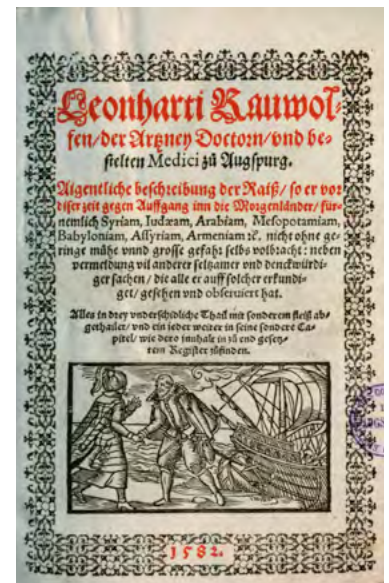 Leonharti Rauwol-
fen/ der Artzney Doctorn/ vnd be-
stelten Medici zů Augspurg.
Aigentliche beschreibung der Raiß/ so er vor
diser zeit gegen Auffgang inn die Morgenländer/ für-
nemlich Syriam, Iudæam, Arabiam, Mesopotamiam,
Babyloniam, Assyriam, Armeniam ꝛc. nicht ohne ge-
ringe mühe vnnd grosse gefahr selbs volbracht: neben
vermeldung vil anderer seltzamer vnd denckwürdi-
ger sachen/ die alle er auff solcher erkundi-
get/ gesehen vnd obseruiert hat.
Alles in drey vnderschidliche Thail mit sonderem fleiß ab-
gethailet/ vnd ein jeder weiter in seine sondere Ca-
pitel/ wie dero innhalt in zů end gesetz-
tem Register zůfinden.
1582.